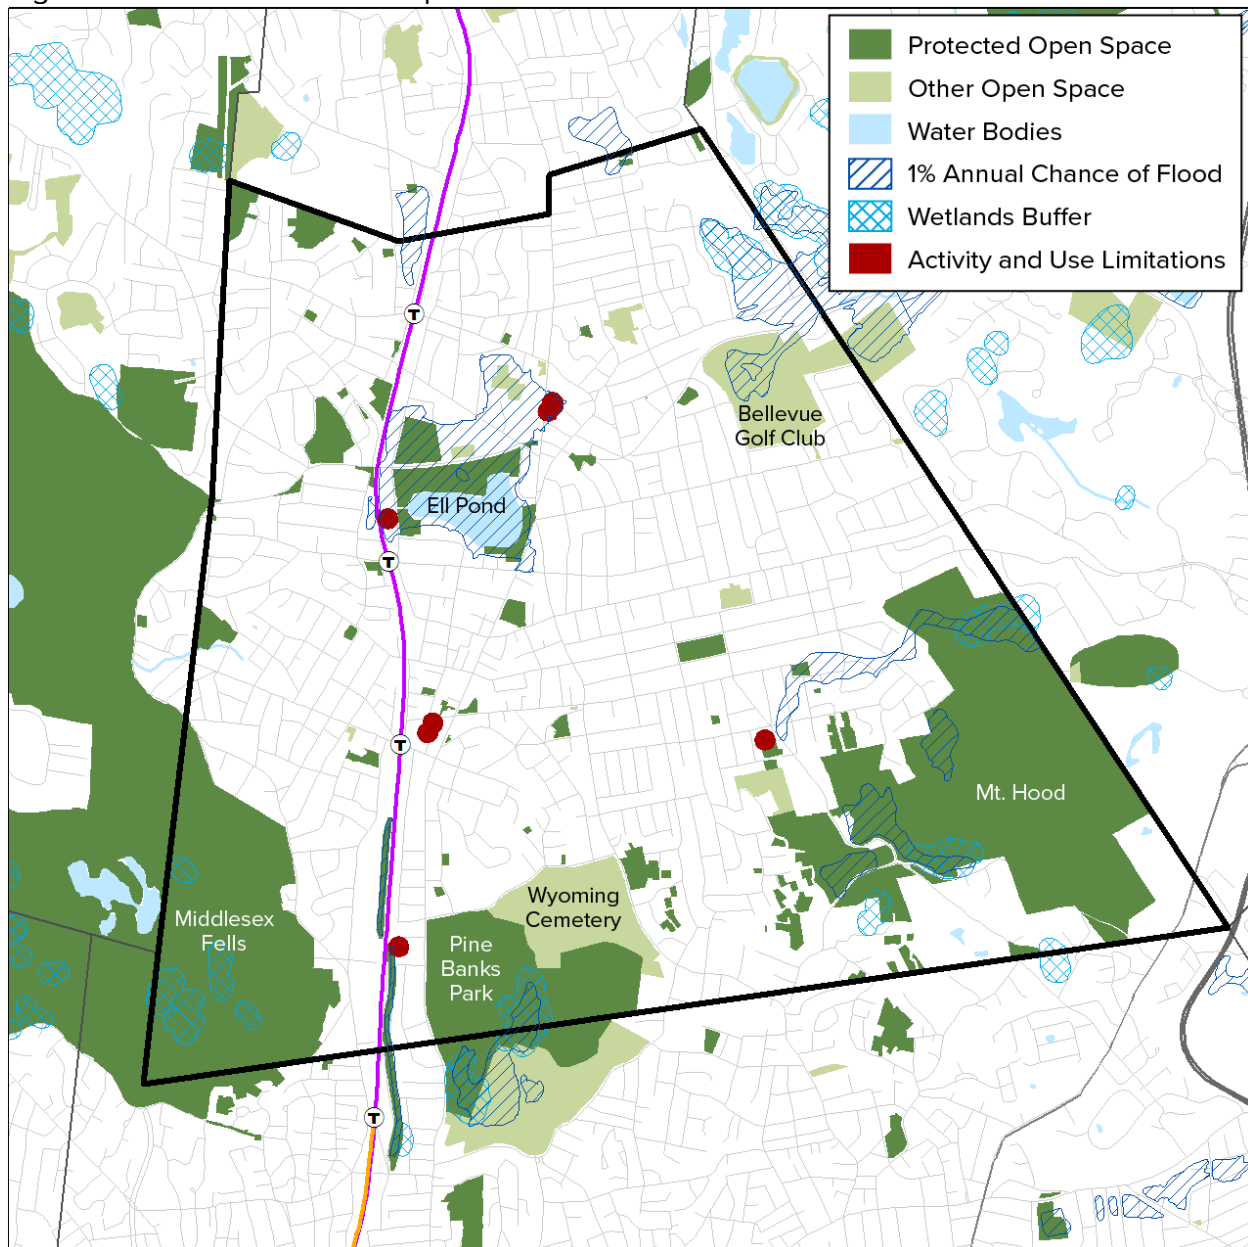 Protected Open Space
Other Open Space
Water Bodies
1% Annual Chance of Flood
Wetlands Buffer
Activity and Use Limitations
T
Bellevue
Golf Club
Ell Pond
T
T
Mt. Hood
Wyoming
Cemetery
Middlesex
Fells
Pine
Banks
Park
T